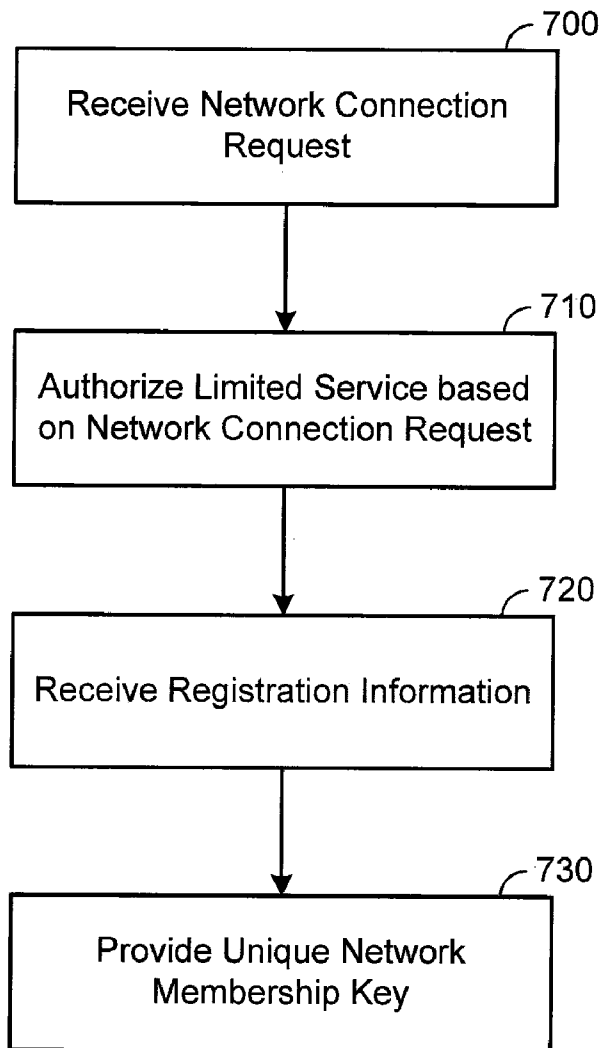 700
Receive Network Connection
Request
710
Authorize Limited Service based
on Network Connection Request
720
Receive Registration Information
730
Provide Unique Network
Membership Key